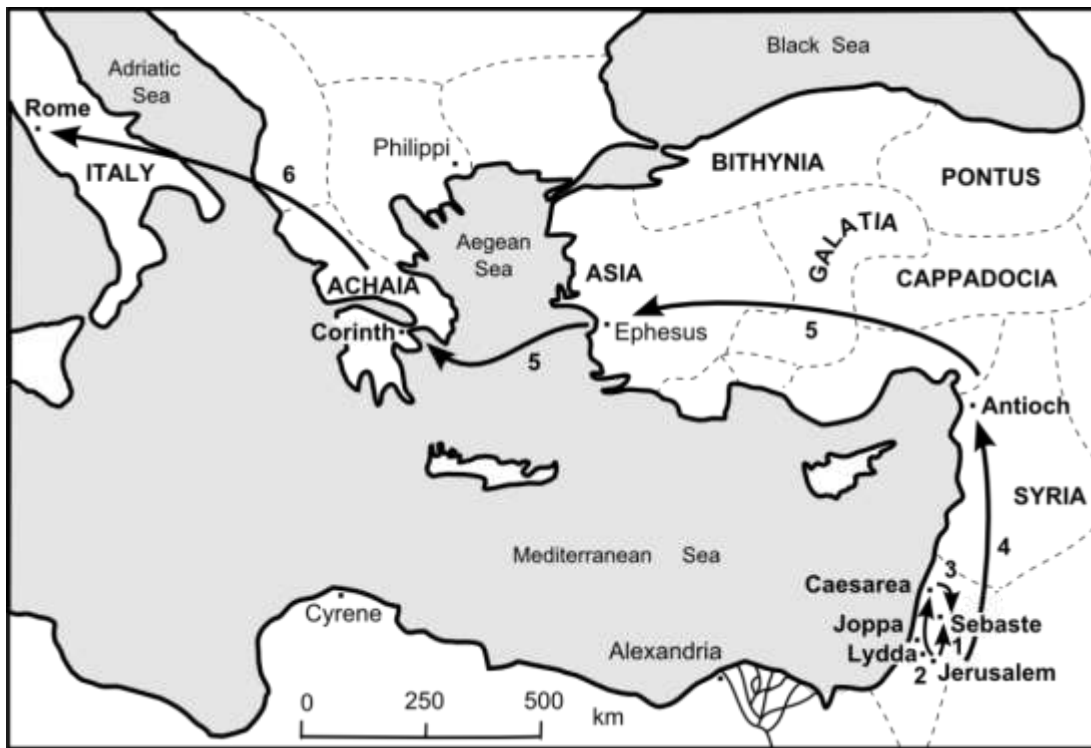 Black Sea
Adriatic
Sea
Rome
Philippi
BITHYNIA
PONTUS
ITALY
6
GALATIA
Aegean
Sea
ASIA
CAPPADOCIA
ACHAIA
Corinth
Ephesus
5
5
Antioch
SYRIA
4
Mediterranean Sea
3
Caesarea
Cyrene
Joppa
Sebaste
Lydda
1
Alexandria
2
Jerusalem
0 250 500
km